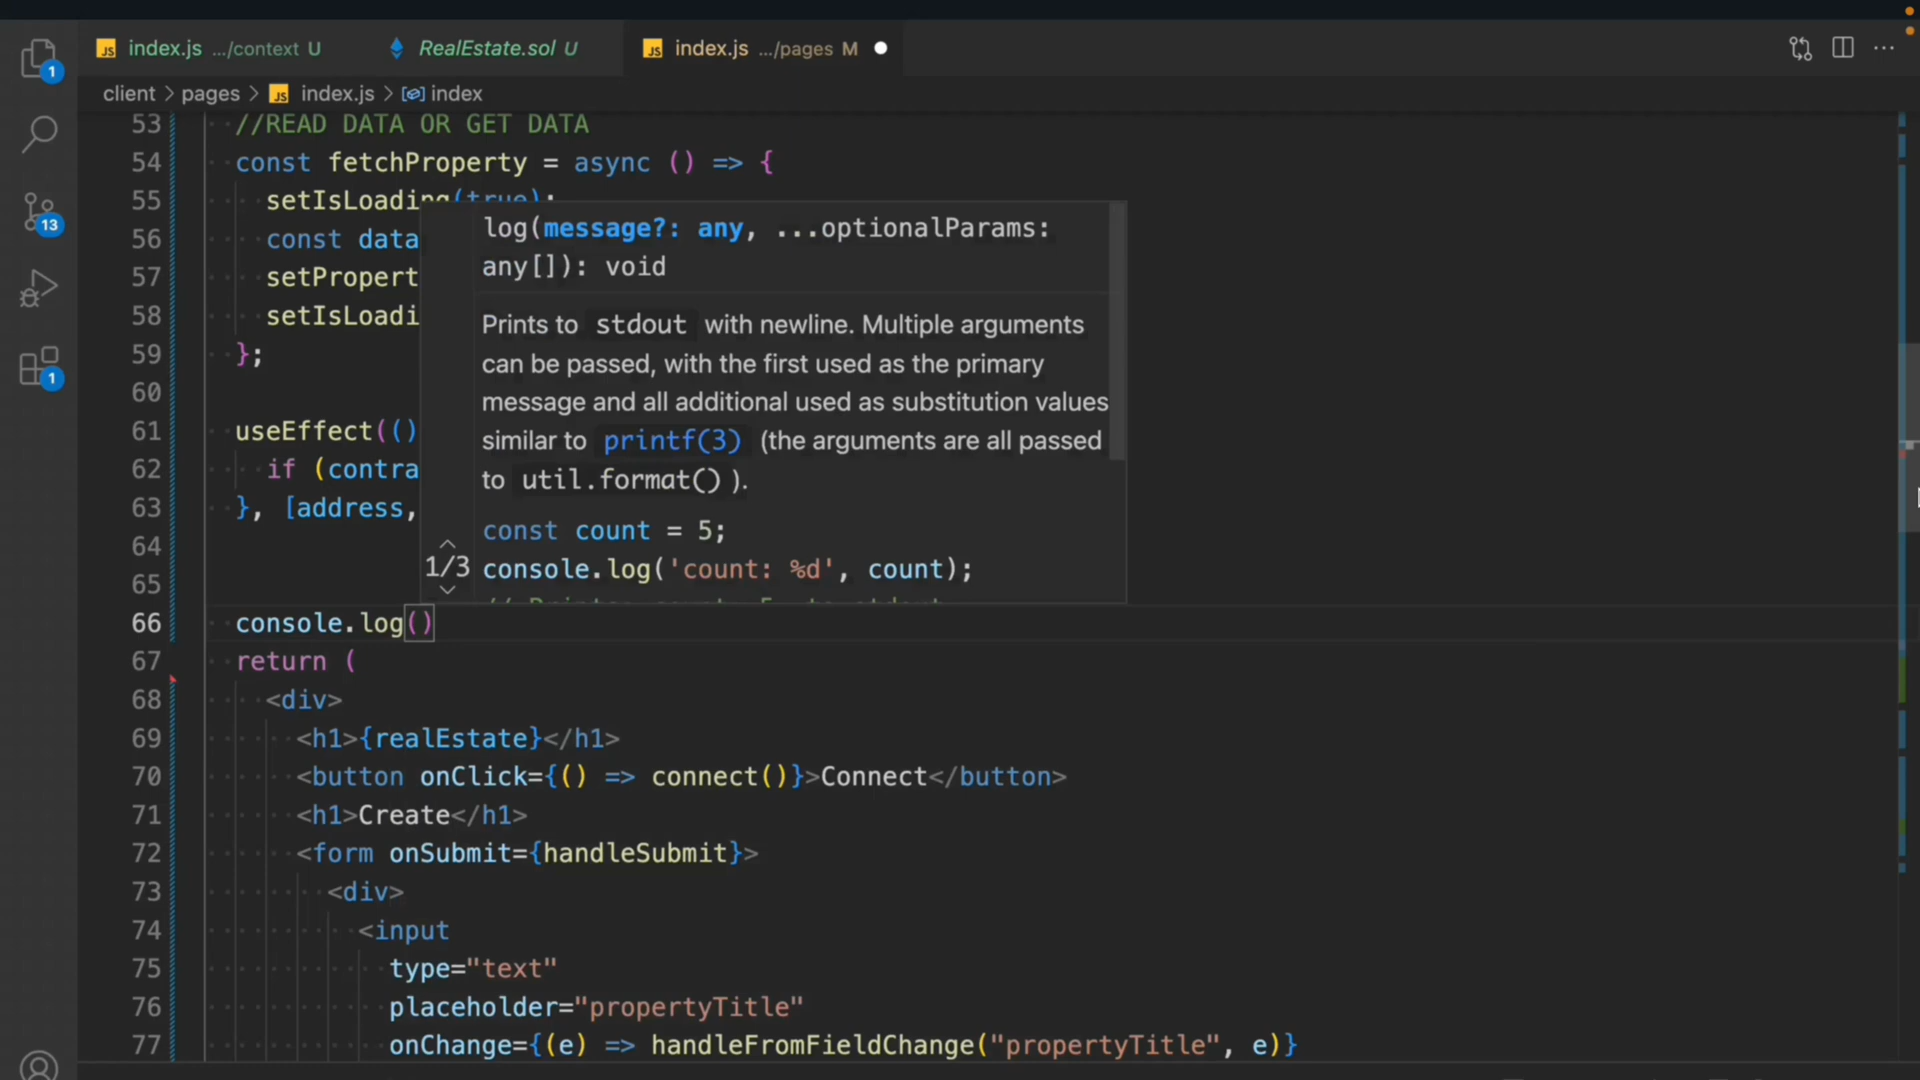 index.js .../context U
RealEstate.sol U
index.js .../pages M
client > pages > index.js > index
1
13
1
53 //READ DATA OR GET DATA
54 const fetchProperty = async () => {
55 setIsLoading(true);
56 const data
57 setPropert
58 setIsLoadi
59 };
60
61 useEffect(()
62 if (contra
63 }, [address,
64
65
66 console.log()
67 return (
68 <div>
69 <h1>{realEstate}</h1>
70 <button onClick={() => connect()}>Connect</button>
71 <h1>Create</h1>
72 <form onSubmit={handleSubmit}>
73 <div>
74 <input
75 type="text"
76 placeholder="propertyTitle"
77 onChange={(e) => handleFromFieldChange("propertyTitle", e)}
log(message?: any, ...optionalParams:
any[]): void
Prints to stdout with newline. Multiple arguments
can be passed, with the first used as the primary
message and all additional used as substitution values
similar to printf(3) (the arguments are all passed
to util.format() ).
const count = 5;
1/3
console.log('count: %d', count);